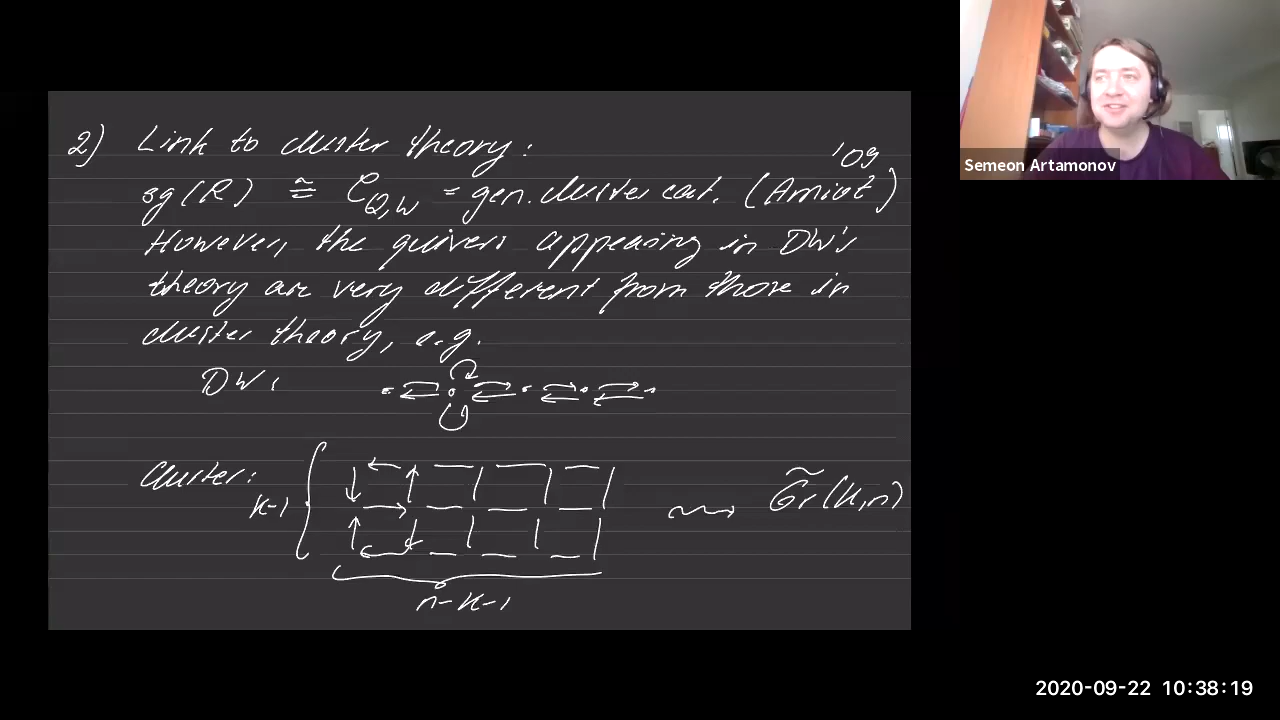 2) Link to cluster theory: '09
sg(R) ≅ C_{Q,W} = gen. cluster cat. (Amiot)
However, the quivers appearing in DW's
theory are very different from those in
cluster theory, e.g.
DW:
Cluster:
k-1
⇝ G̃r(k,n)
n-k-1
Semeon Artamonov
2020-09-22 10:38:19